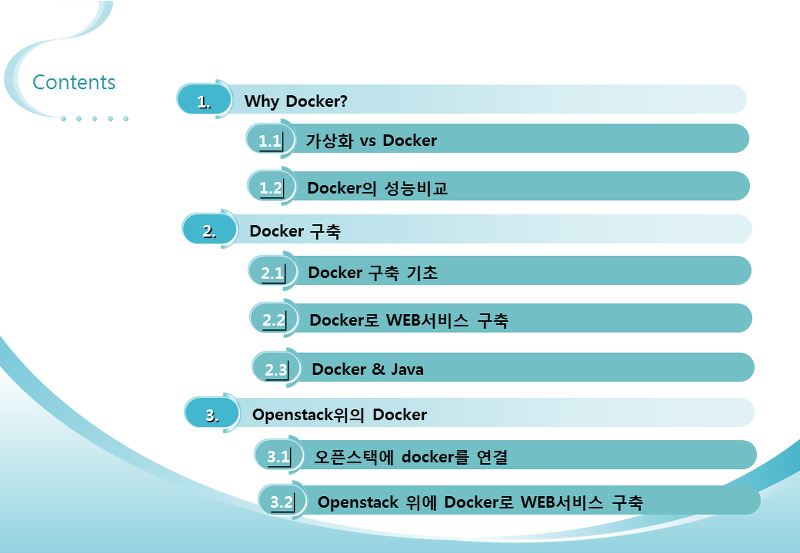 Contents
1. Why Docker?
1.1 가상화 vs Docker
1.2 Docker의 성능비교
2. Docker 구축
2.1 Docker 구축 기초
2.2 Docker로 WEB서비스 구축
2.3 Docker & Java
3. Openstack위의 Docker
3.1 오픈스택에 docker를 연결
3.2 Openstack 위에 Docker로 WEB서비스 구축